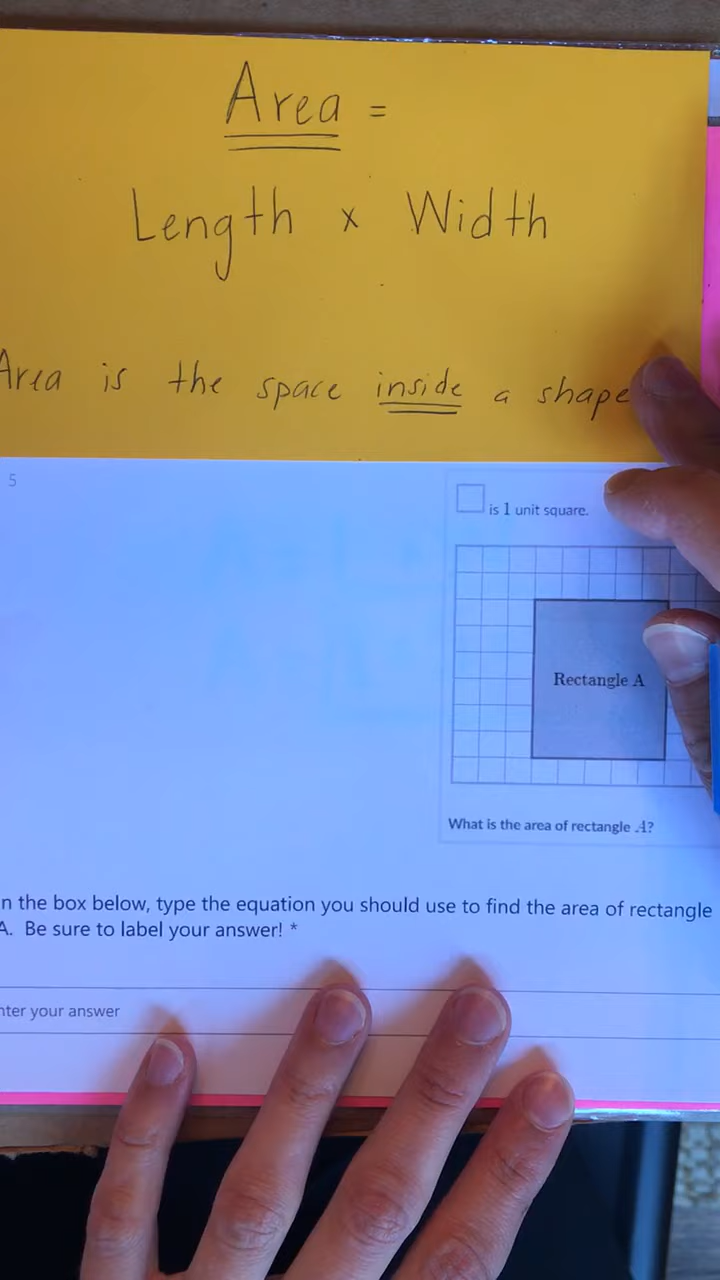 Area =
Length x Width
Area is the space inside a shape
5
is 1 unit square.
Rectangle A
What is the area of rectangle A?
n the box below, type the equation you should use to find the area of rectangle
A. Be sure to label your answer! *
nter your answer